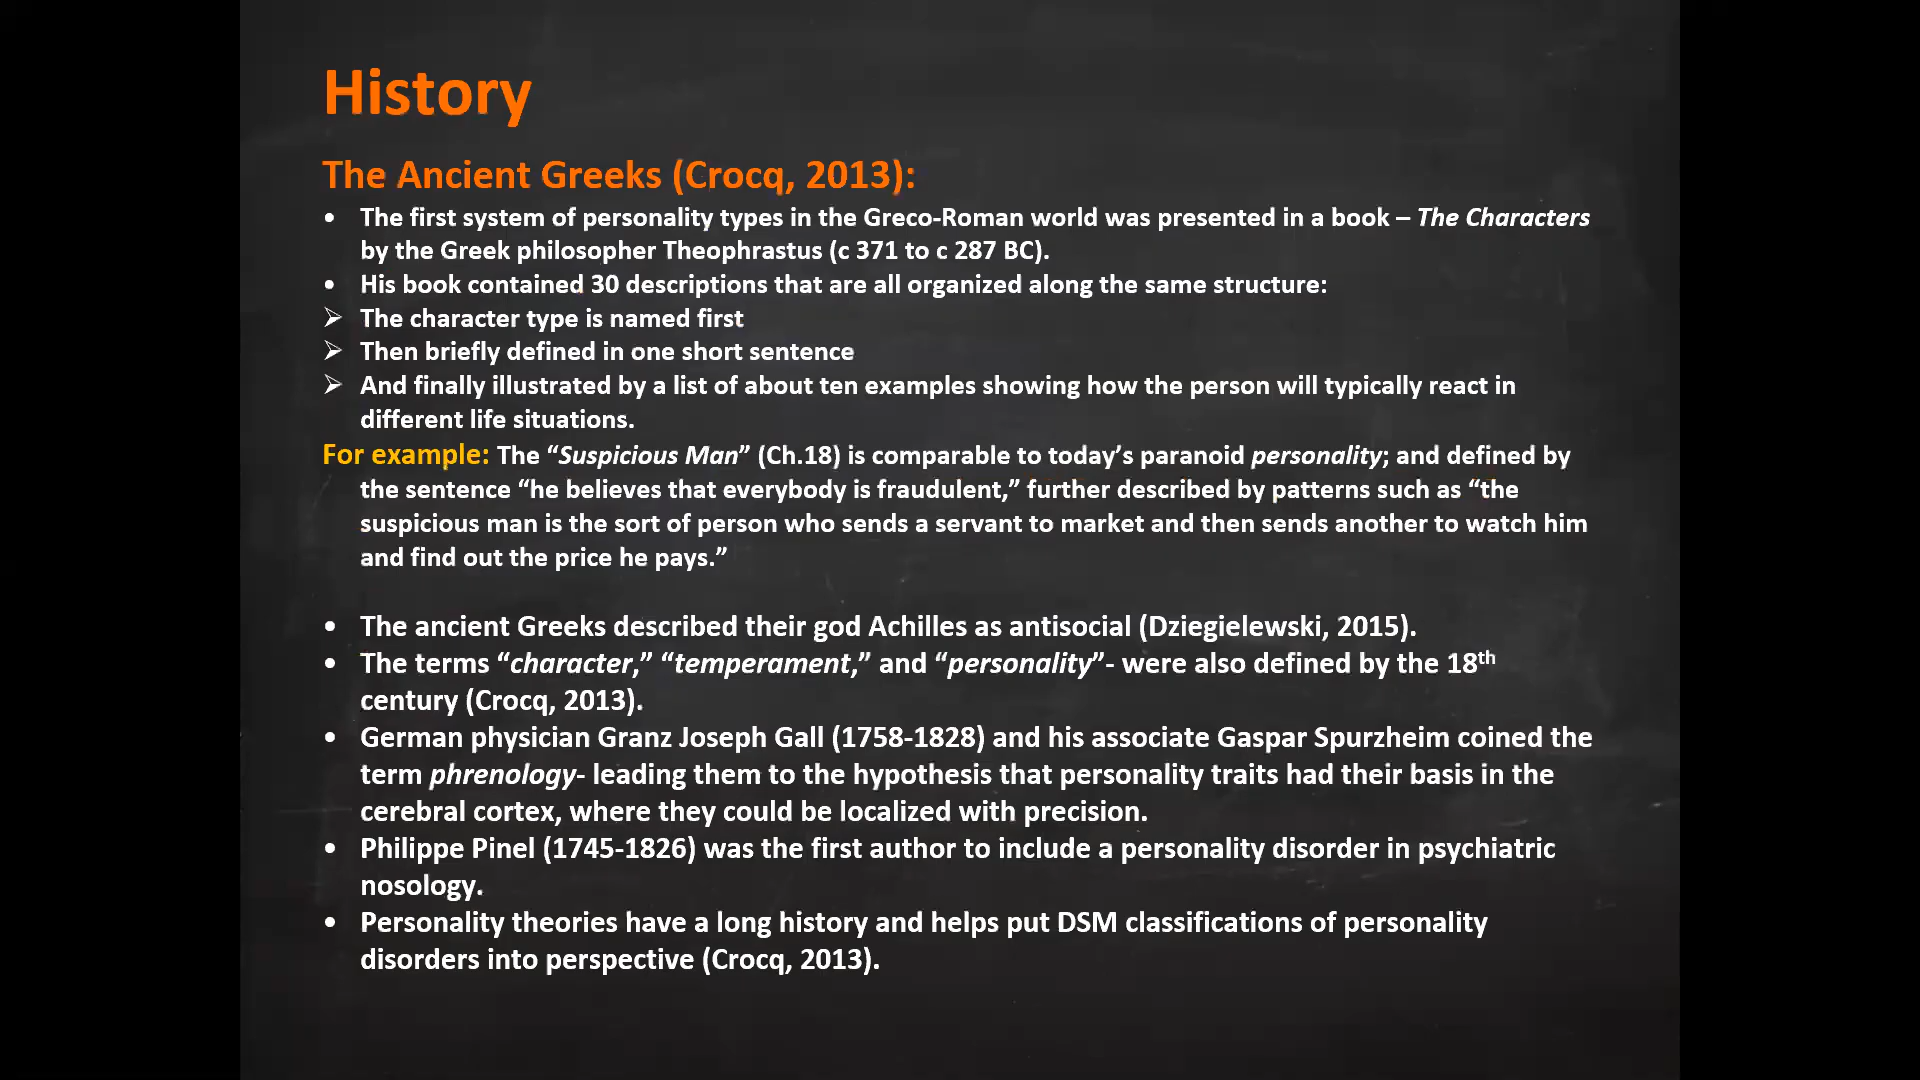 History
The Ancient Greeks (Crocq, 2013):
• The first system of personality types in the Greco-Roman world was presented in a book – The Characters
by the Greek philosopher Theophrastus (c 371 to c 287 BC).
• His book contained 30 descriptions that are all organized along the same structure:
➢ The character type is named first
➢ Then briefly defined in one short sentence
➢ And finally illustrated by a list of about ten examples showing how the person will typically react in
different life situations.
For example: The “Suspicious Man” (Ch.18) is comparable to today’s paranoid personality; and defined by
the sentence “he believes that everybody is fraudulent,” further described by patterns such as “the
suspicious man is the sort of person who sends a servant to market and then sends another to watch him
and find out the price he pays.”
• The ancient Greeks described their god Achilles as antisocial (Dziegielewski, 2015).
• The terms “character,” “temperament,” and “personality”- were also defined by the 18th
century (Crocq, 2013).
• German physician Granz Joseph Gall (1758-1828) and his associate Gaspar Spurzheim coined the
term phrenology- leading them to the hypothesis that personality traits had their basis in the
cerebral cortex, where they could be localized with precision.
• Philippe Pinel (1745-1826) was the first author to include a personality disorder in psychiatric
nosology.
• Personality theories have a long history and helps put DSM classifications of personality
disorders into perspective (Crocq, 2013).